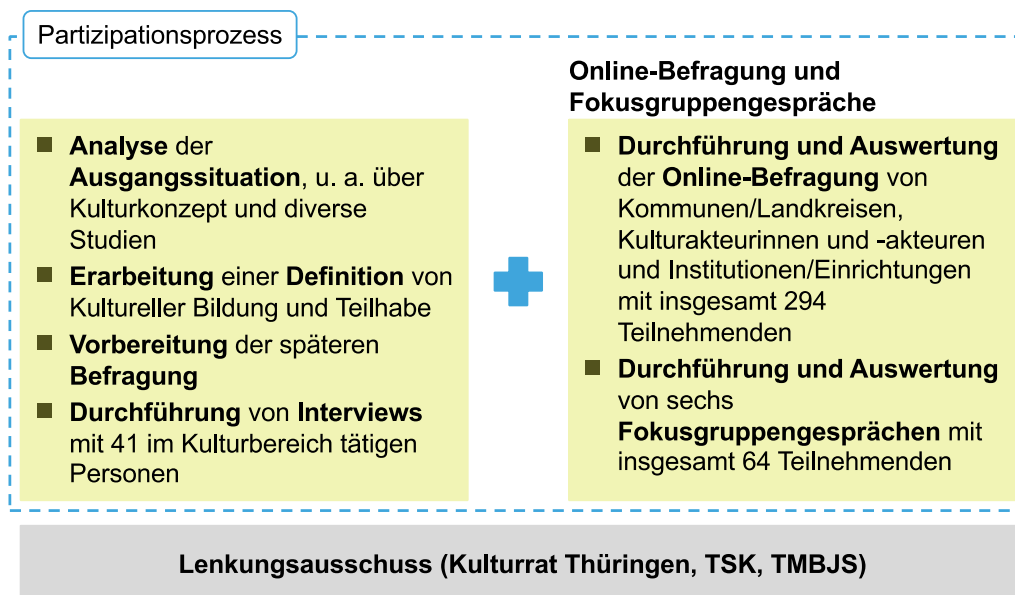 Partizipationsprozess
Analyse der
Ausgangssituation, u. a. über
Kulturkonzept und diverse
Studien
Erarbeitung einer Definition von
Kultureller Bildung und Teilhabe
Vorbereitung der späteren
Befragung
Durchführung von Interviews
mit 41 im Kulturbereich tätigen
Personen
Online-Befragung und
Fokusgruppengespräche
Durchführung und Auswertung
der Online-Befragung von
Kommunen/Landkreisen,
Kulturakteurinnen und -akteuren
und Institutionen/Einrichtungen
mit insgesamt 294
Teilnehmenden
Durchführung und Auswertung
von sechs
Fokusgruppengesprächen mit
insgesamt 64 Teilnehmenden
Lenkungsausschuss (Kulturrat Thüringen, TSK, TMBJS)